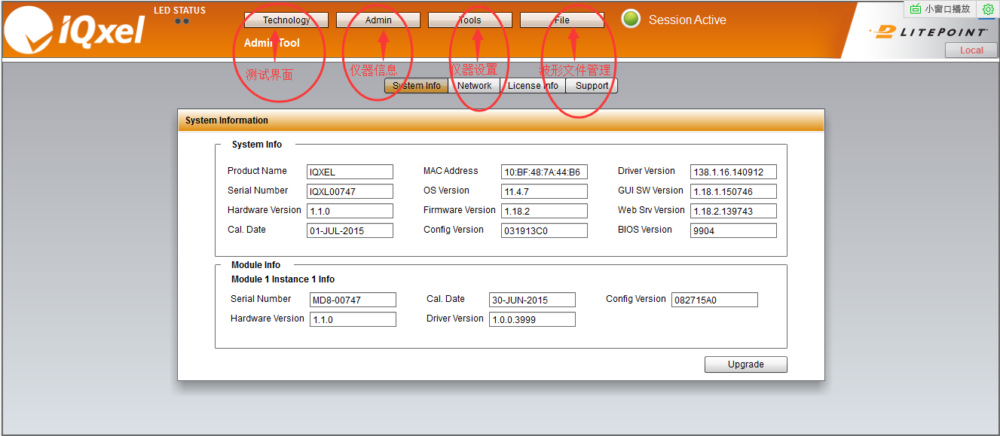 iQxel
LED STATUS
Technology
Admin
Tools
File
Session Active
小窗口播放
LITEPOINT
Local
Admin Tool
测试界面
仪器信息
仪器设置
波形文件管理
System Info
Network
License Info
Support
System Information
System Info
Product Name IQXEL
MAC Address 10:BF:48:7A:44:B6
Driver Version 138.1.16.140912
Serial Number IQXL00747
OS Version 11.4.7
GUI SW Version 1.18.1.150746
Hardware Version 1.1.0
Firmware Version 1.18.2
Web Srv Version 1.18.2.139743
Cal. Date 01-JUL-2015
Config Version 031913C0
BIOS Version 9904
Module Info
Module 1 Instance 1 Info
Serial Number MD8-00747
Cal. Date 30-JUN-2015
Config Version 082715A0
Hardware Version 1.1.0
Driver Version 1.0.0.3999
Upgrade